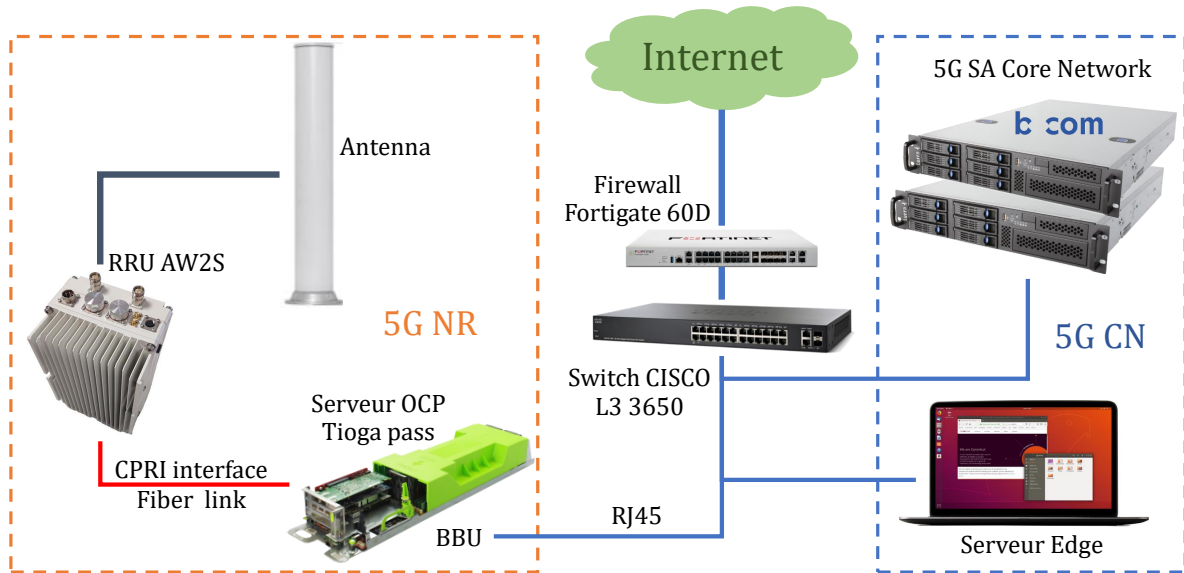 Internet
5G SA Core Network
b com
Antenna
Firewall
Fortigate 60D
FORTINET
RRU AW2S
5G NR
5G CN
Switch CISCO
L3 3650
Serveur OCP
Tioga pass
CPRI interface
Fiber link
RJ45
BBU
Serveur Edge